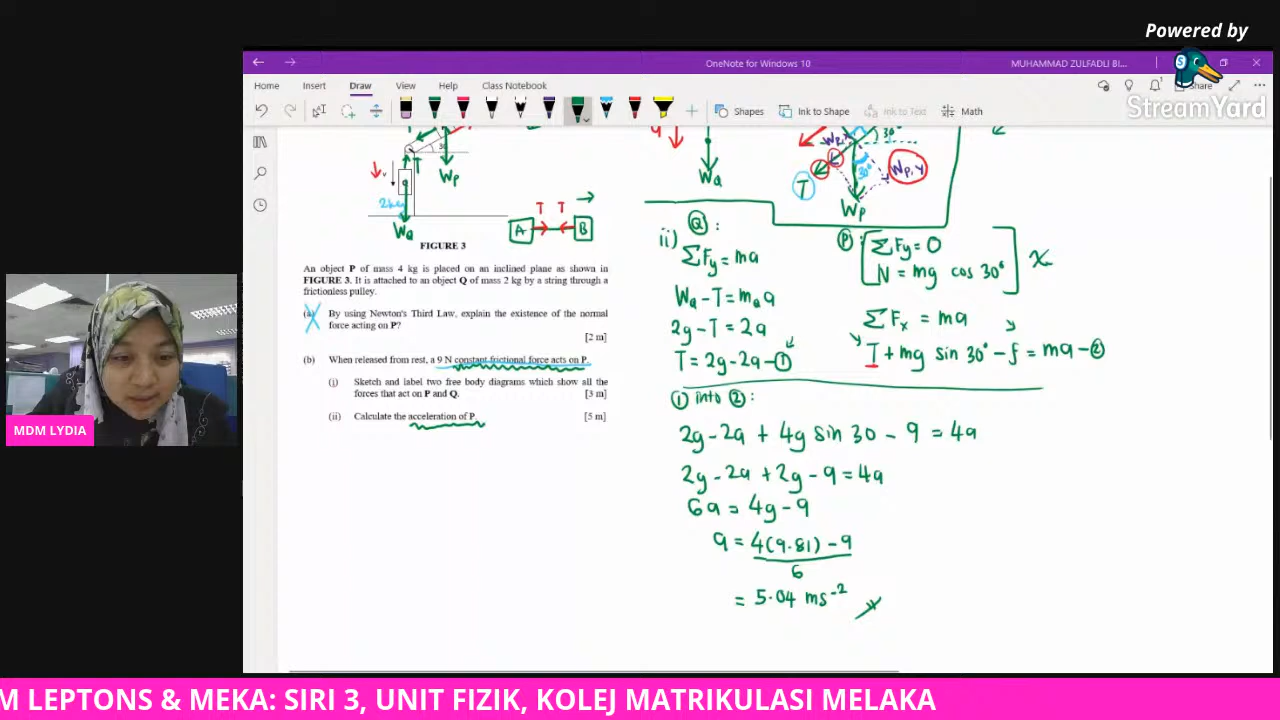 Powered by
StreamYard
OneNote for Windows 10
MUHAMMAD ZULFADLI BI...
Home Insert Draw View Help Class Notebook
Share
Shapes Ink to Shape Ink to Text Math
30
T
v
Q
2kg
WQ
WP
T T
A B
FIGURE 3
WQ
30°
WP,x
30°
WP,y
T
WP
An object P of mass 4 kg is placed on an inclined plane as shown in
FIGURE 3. It is attached to an object Q of mass 2 kg by a string through a
frictionless pulley.
(a) By using Newton's Third Law, explain the existence of the normal
force acting on P?
[2 m]
(b) When released from rest, a 9 N constant frictional force acts on P.
(i) Sketch and label two free body diagrams which show all the
forces that act on P and Q. [3 m]
(ii) Calculate the acceleration of P. [5 m]
ii) Q :
ΣFy = ma
WQ - T = mQa
2g - T = 2a
T = 2g - 2a - ①
P : ΣFy = 0
N = mg cos 30° X
ΣFx = ma
T + mg sin 30° - f = ma - ②
① into ② :
2g - 2a + 4g sin 30 - 9 = 4a
2g - 2a + 2g - 9 = 4a
6a = 4g - 9
a = 4(9.81) - 9
6
= 5.04 ms-2
MDM LYDIA
M LEPTONS & MEKA: SIRI 3, UNIT FIZIK, KOLEJ MATRIKULASI MELAKA